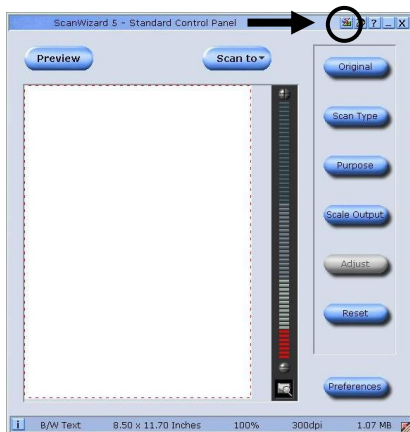 ScanWizard 5 - Standard Control Panel ? _ X
Preview
Scan to
Original
Scan Type
Purpose
Scale Output
Adjust
Reset
Preferences
i B/W Text 8.50 x 11.70 Inches 100% 300dpi 1.07 MB